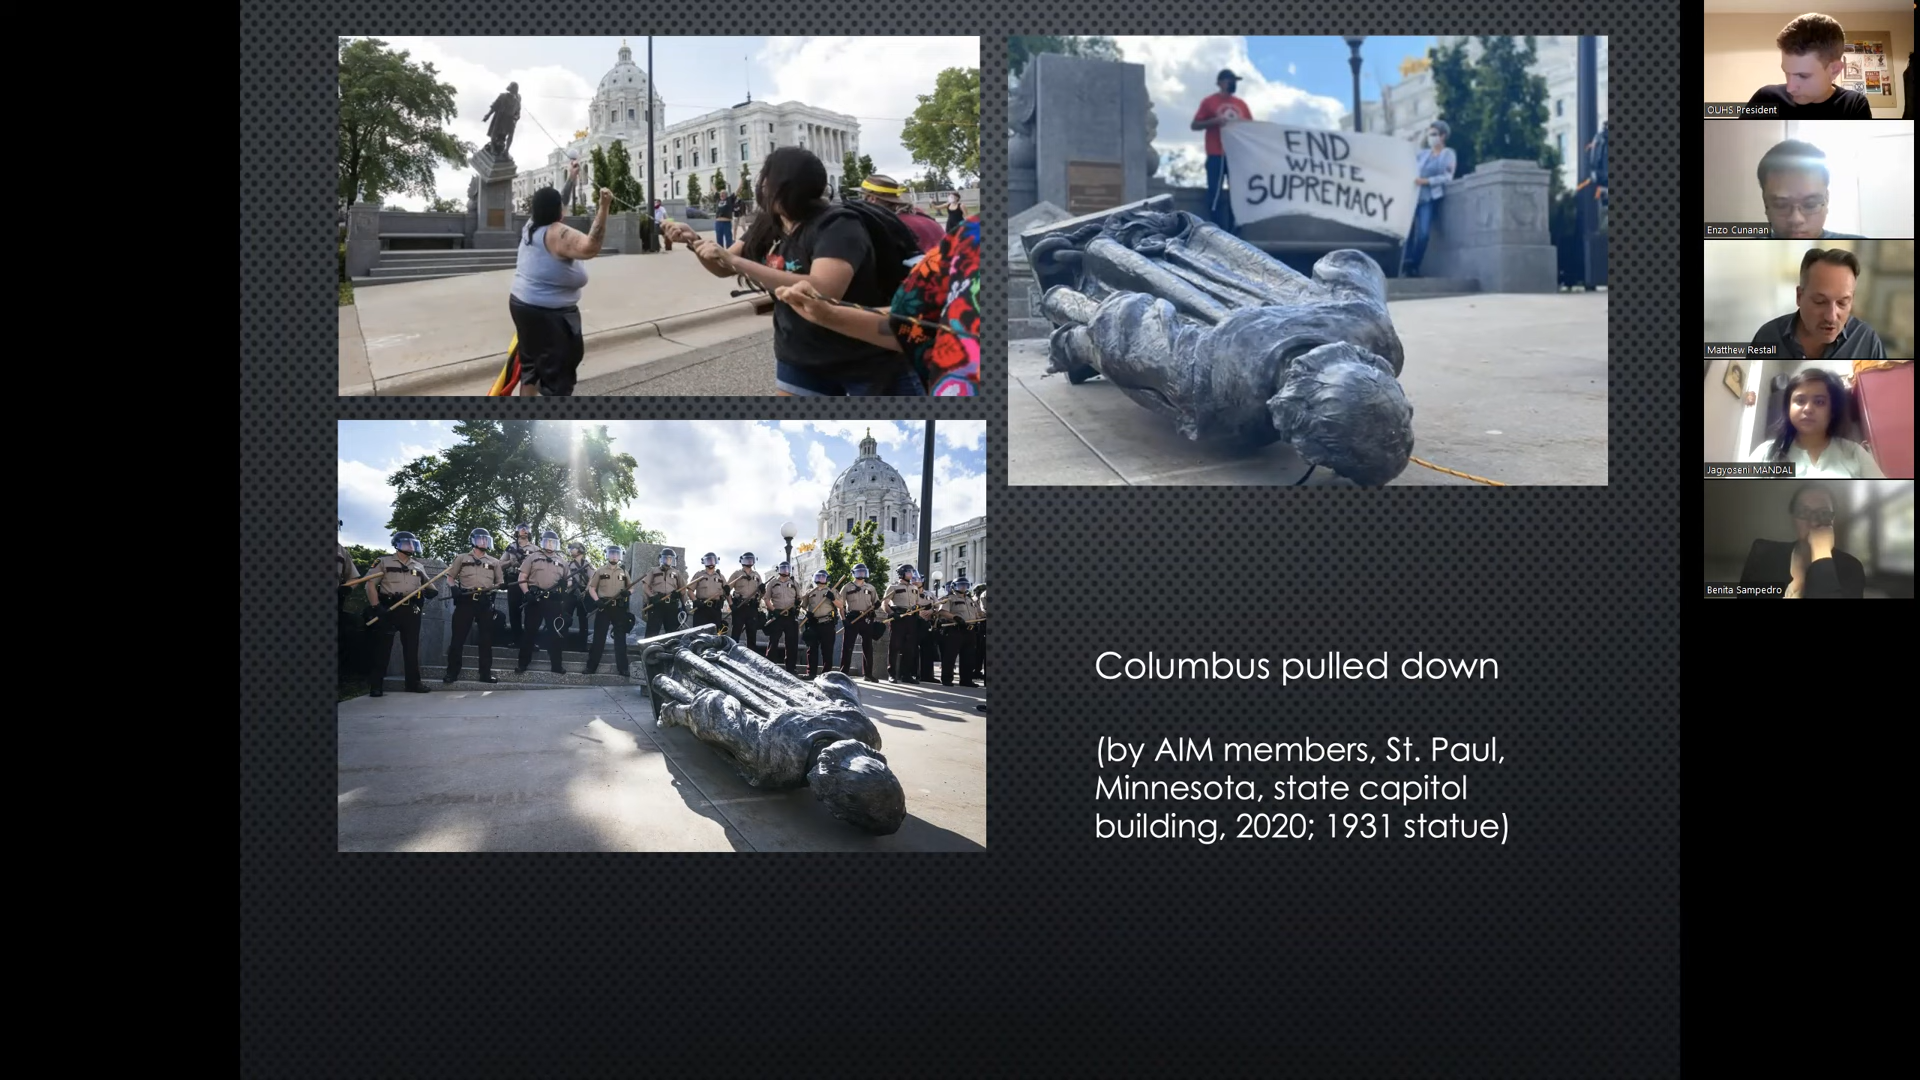 END
WHITE
SUPREMACY
Columbus pulled down
(by AIM members, St. Paul,
Minnesota, state capitol
building, 2020; 1931 statue)
OUHS President
Enzo Cunanan
Matthew Restall
Jagyoseni MANDAL
Benita Sampedro